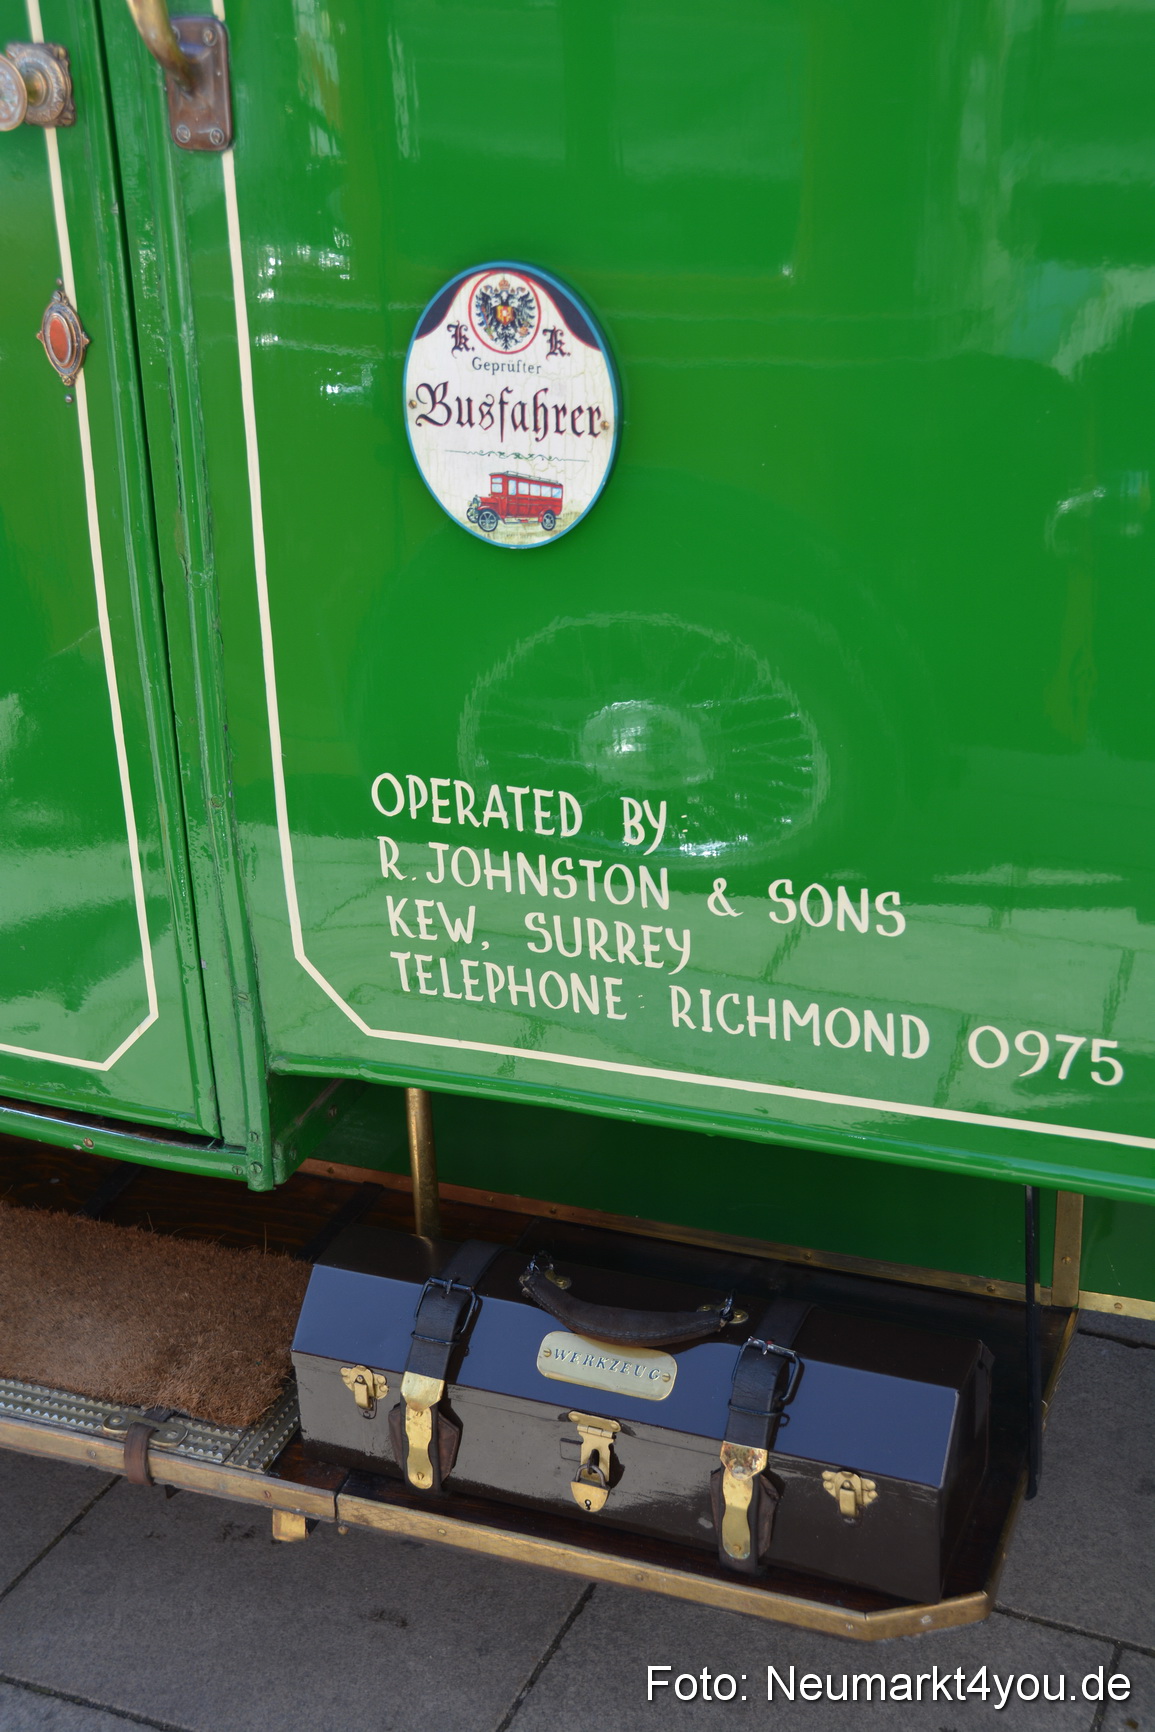 K. K.
Geprüfter
Busfahrer
OPERATED BY:
R. JOHNSTON & SONS
KEW, SURREY
TELEPHONE: RICHMOND 0975
WERKZEUG
Foto: Neumarkt4you.de